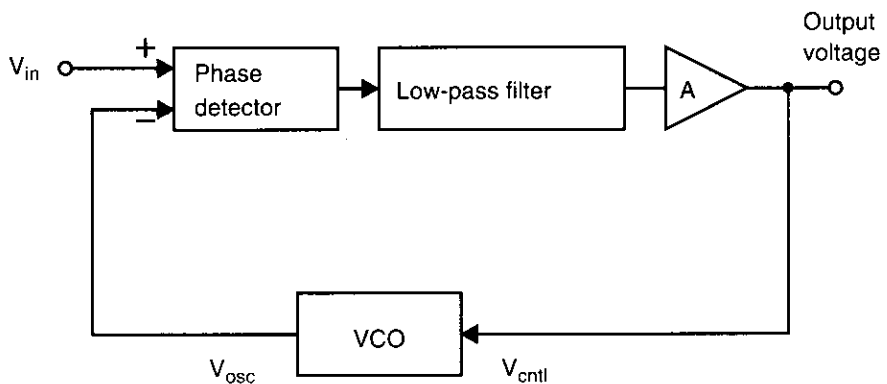 Output
voltage
V_in
+
−
Phase
detector
Low-pass filter
A
VCO
V_osc
V_cntl